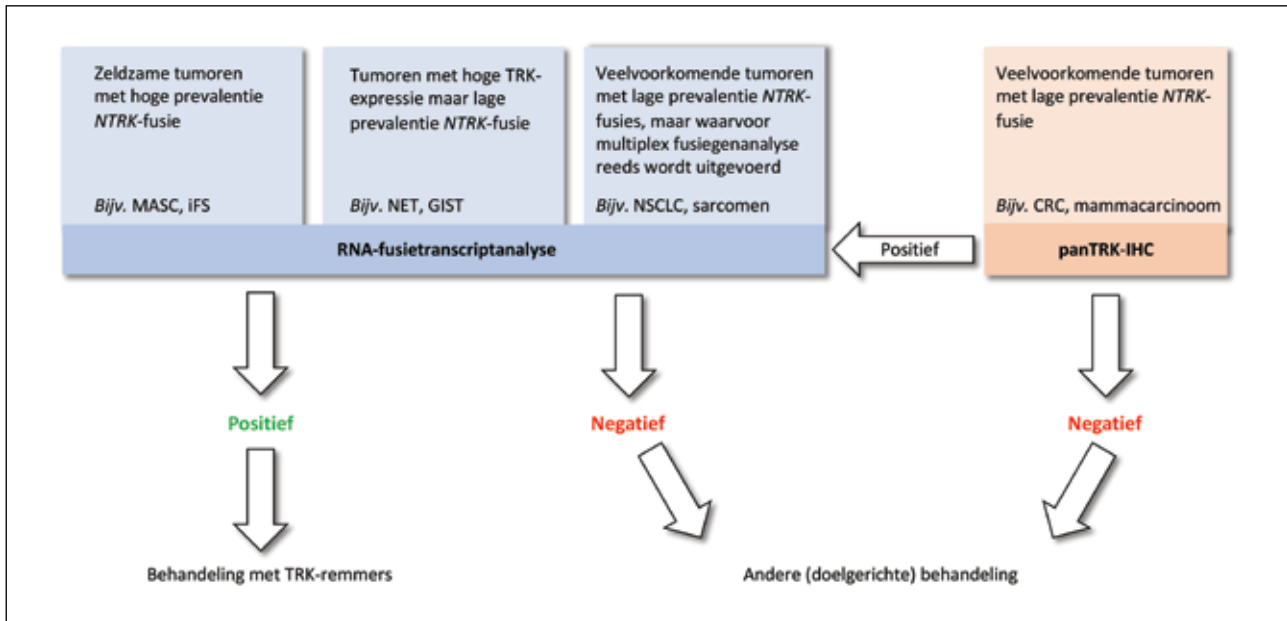 Zeldzame tumoren
met hoge prevalentie
NTRK-fusie
Bijv. MASC, iFS
Tumoren met hoge TRK-
expressie maar lage
prevalentie NTRK-fusie
Bijv. NET, GIST
Veelvoorkomende tumoren
met lage prevalentie NTRK-
fusies, maar waarvoor
multiplex fusiegenanalyse
reeds wordt uitgevoerd
Bijv. NSCLC, sarcomen
Veelvoorkomende tumoren
met lage prevalentie NTRK-
fusie
Bijv. CRC, mammacarcinoom
RNA-fusietranscriptanalyse
Positief
panTRK-IHC
Positief
Negatief
Negatief
Behandeling met TRK-remmers
Andere (doelgerichte) behandeling